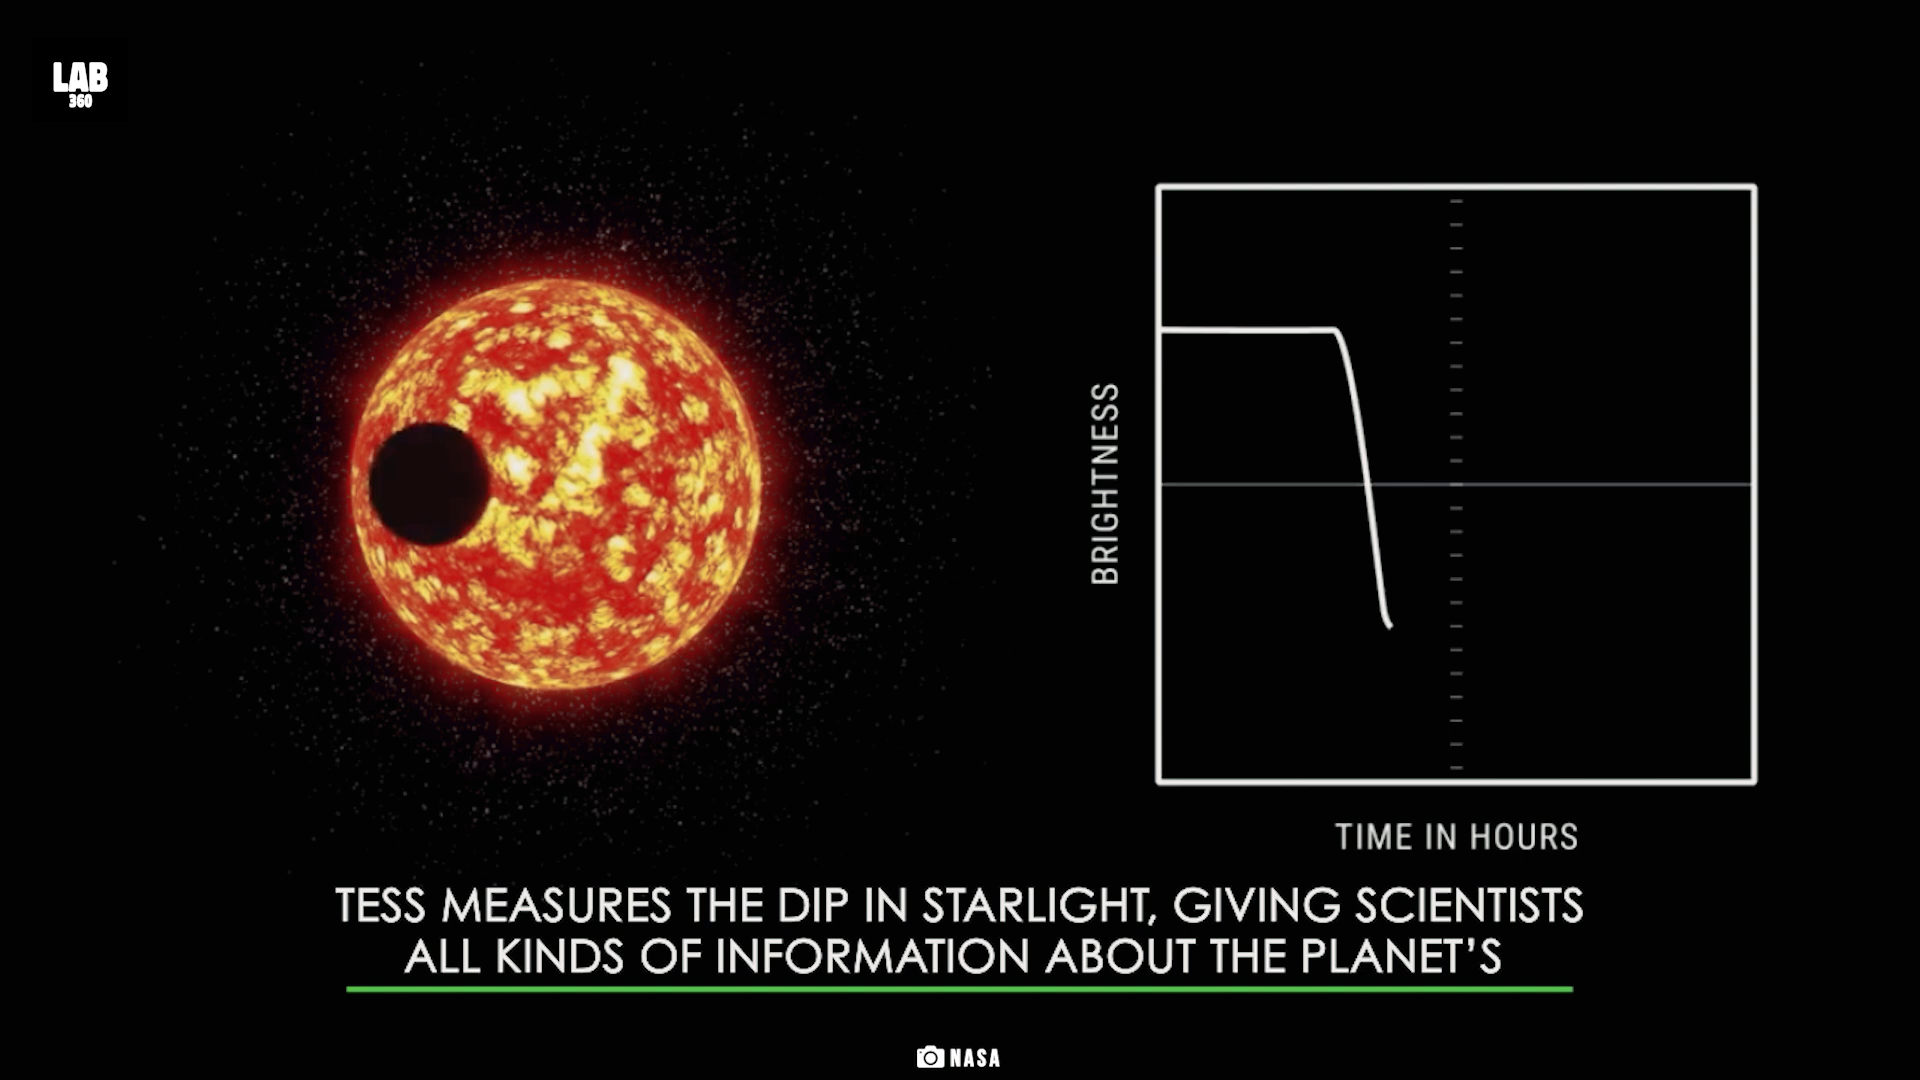 LAB
360
BRIGHTNESS
TIME IN HOURS
TESS MEASURES THE DIP IN STARLIGHT, GIVING SCIENTISTS
ALL KINDS OF INFORMATION ABOUT THE PLANET’S
NASA